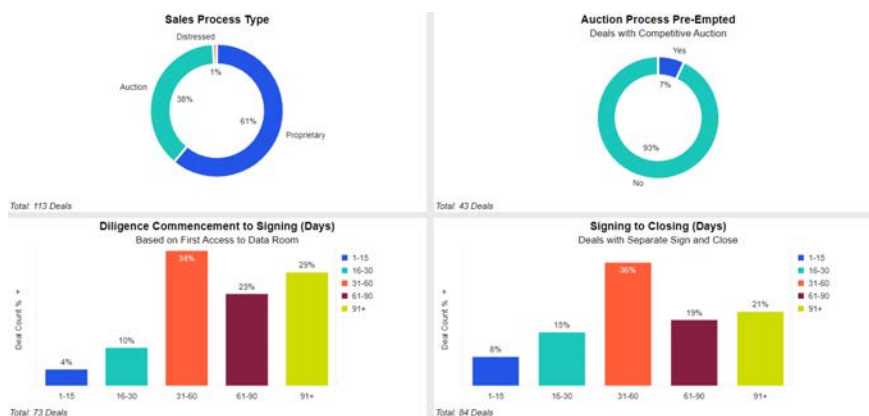 Sales Process Type
Distressed
1%
Auction
38%
61%
Proprietary
Total: 113 Deals
Auction Process Pre-Empted
Deals with Competitive Auction
Yes
7%
93%
No
Total: 43 Deals
Diligence Commencement to Signing (Days)
Based on First Access to Data Room
Deal Count %
4%
10%
34%
23%
29%
1-15
16-30
31-60
61-90
91+
1-15
16-30
31-60
61-90
91+
Total: 73 Deals
Signing to Closing (Days)
Deals with Separate Sign and Close
Deal Count %
8%
15%
36%
19%
21%
1-15
16-30
31-60
61-90
91+
1-15
16-30
31-60
61-90
91+
Total: 84 Deals